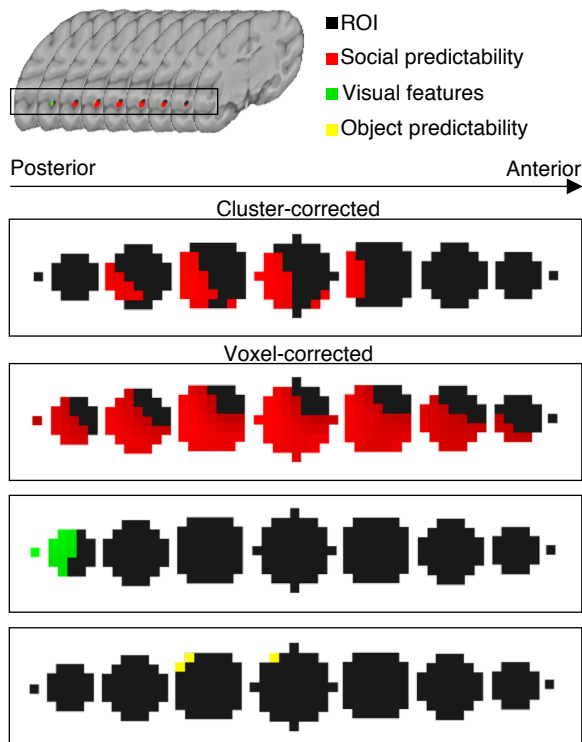 ROI
Social predictability
Visual features
Object predictability
Posterior Anterior
Cluster-corrected
Voxel-corrected